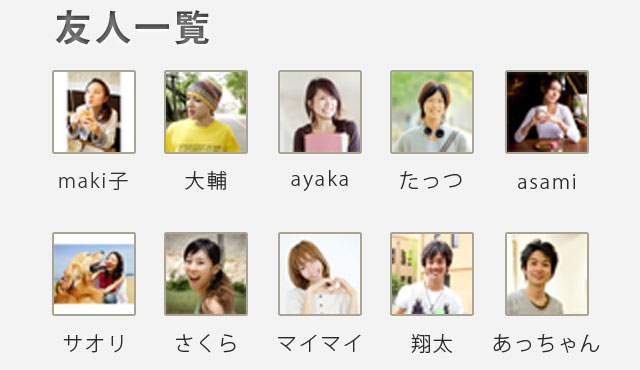 友人一覧
maki子 大輔 ayaka たっつ asami
サオリ さくら マイマイ 翔太 あっちゃん